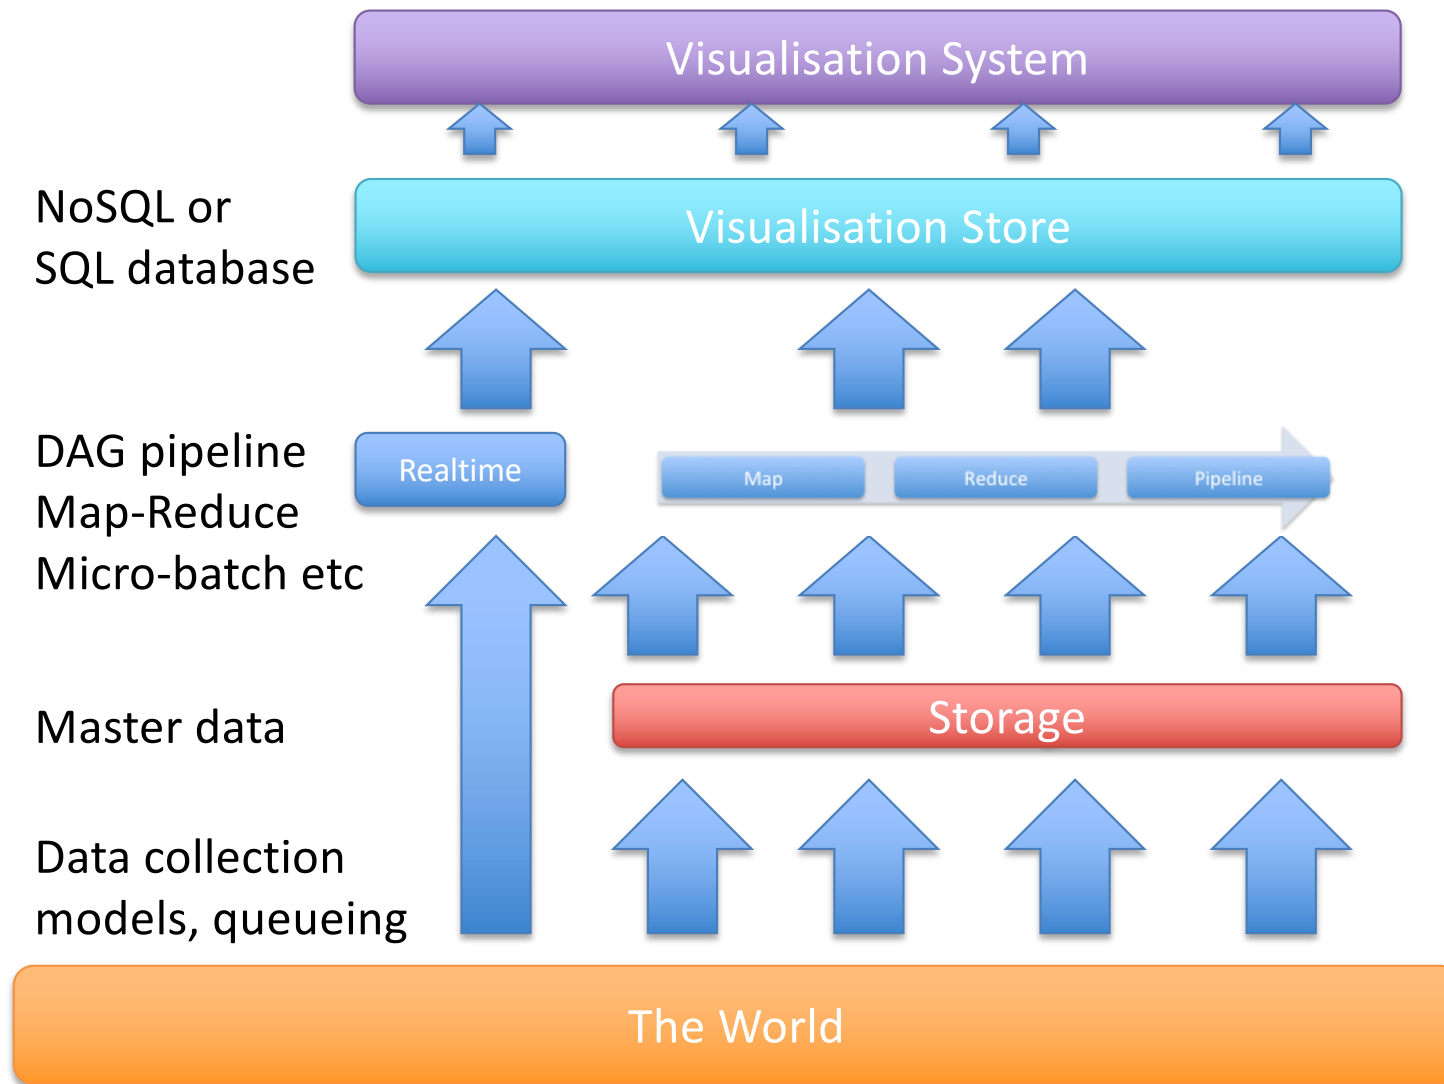 Visualisation System
NoSQL or
SQL database
Visualisation Store
DAG pipeline
Map-Reduce
Micro-batch etc
Realtime
Map
Reduce
Pipeline
Master data
Storage
Data collection
models, queueing
The World